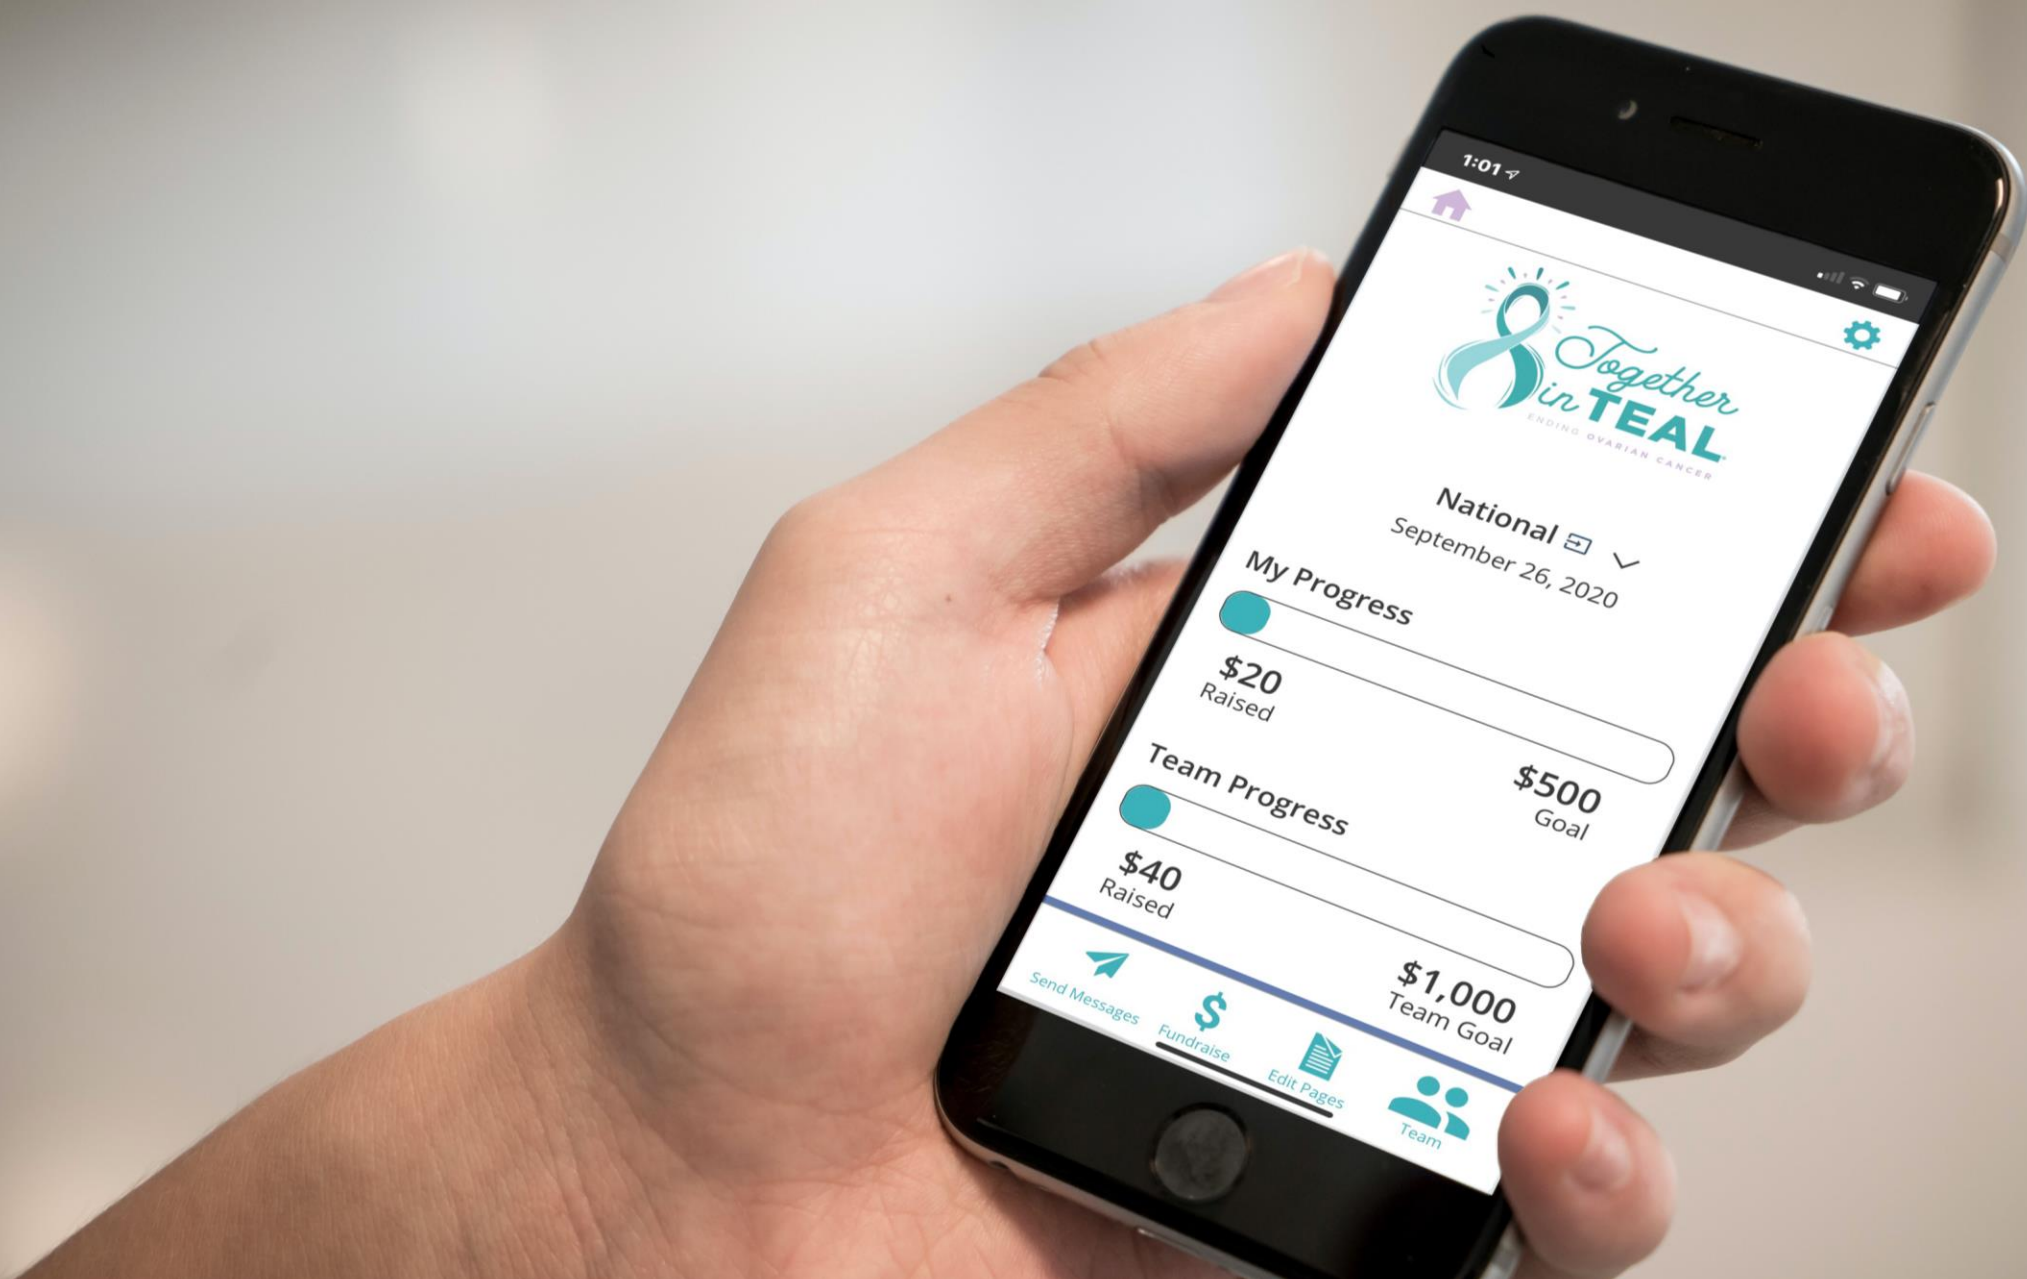 1:01
Together
in TEAL
ENDING OVARIAN CANCER
National
September 26, 2020
My Progress
$20
Raised
$500
Goal
Team Progress
$40
Raised
$1,000
Team Goal
Send Messages
Fundraise
Edit Pages
Team